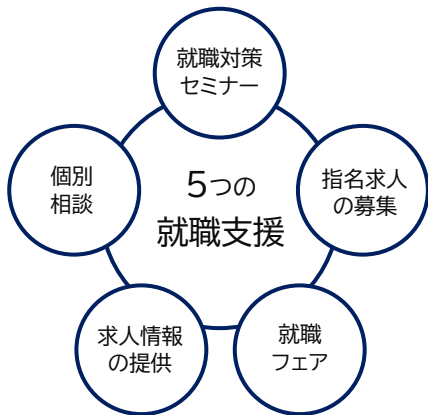 就職対策
セミナー
個別
相談
5つの
就職支援
指名求人
の募集
求人情報
の提供
就職
フェア